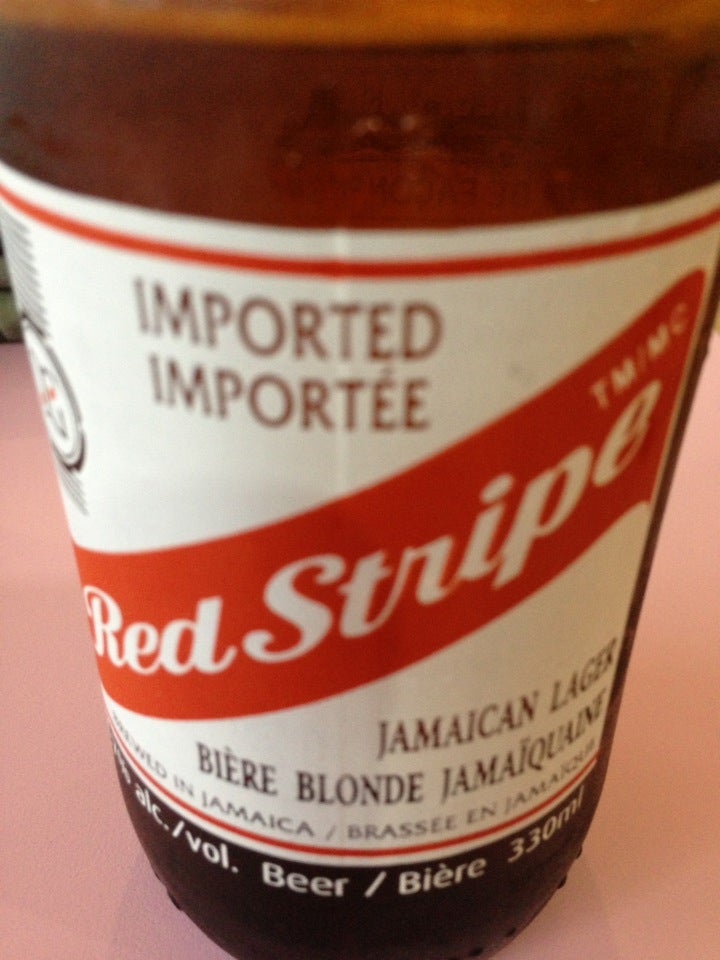 IMPORTED
IMPORTÉE
TM/MC
Red Stripe
JAMAICAN LAGER
BIÈRE BLONDE JAMAÏQUAINE
BREWED IN JAMAICA / BRASSÉE EN JAMAÏQUE
alc./vol. Beer / Bière 330ml